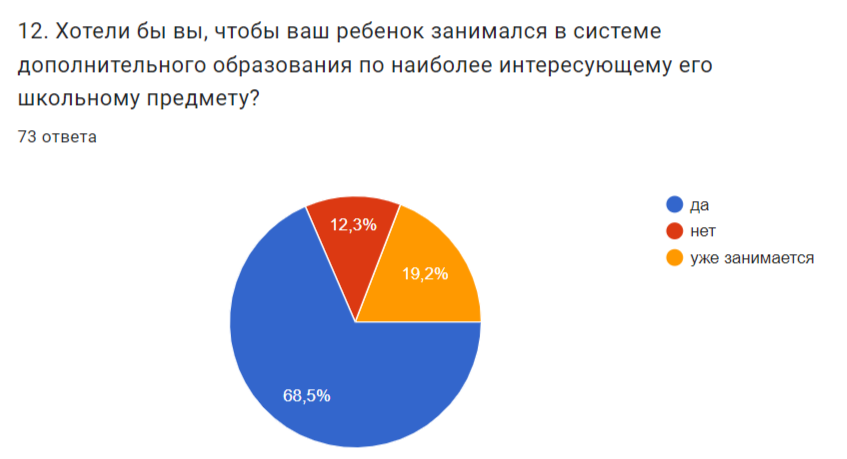 12. Хотели бы вы, чтобы ваш ребенок занимался в системе
дополнительного образования по наиболее интересующему его
школьному предмету?
73 ответа
да
нет
уже занимается
12,3%
19,2%
68,5%